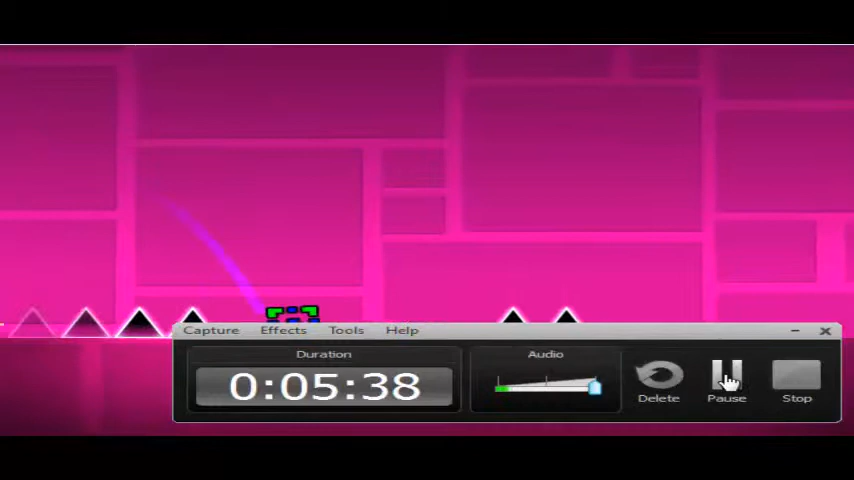 Capture Effects Tools Help
Duration
Audio
0:05:38
Delete
Pause
Stop